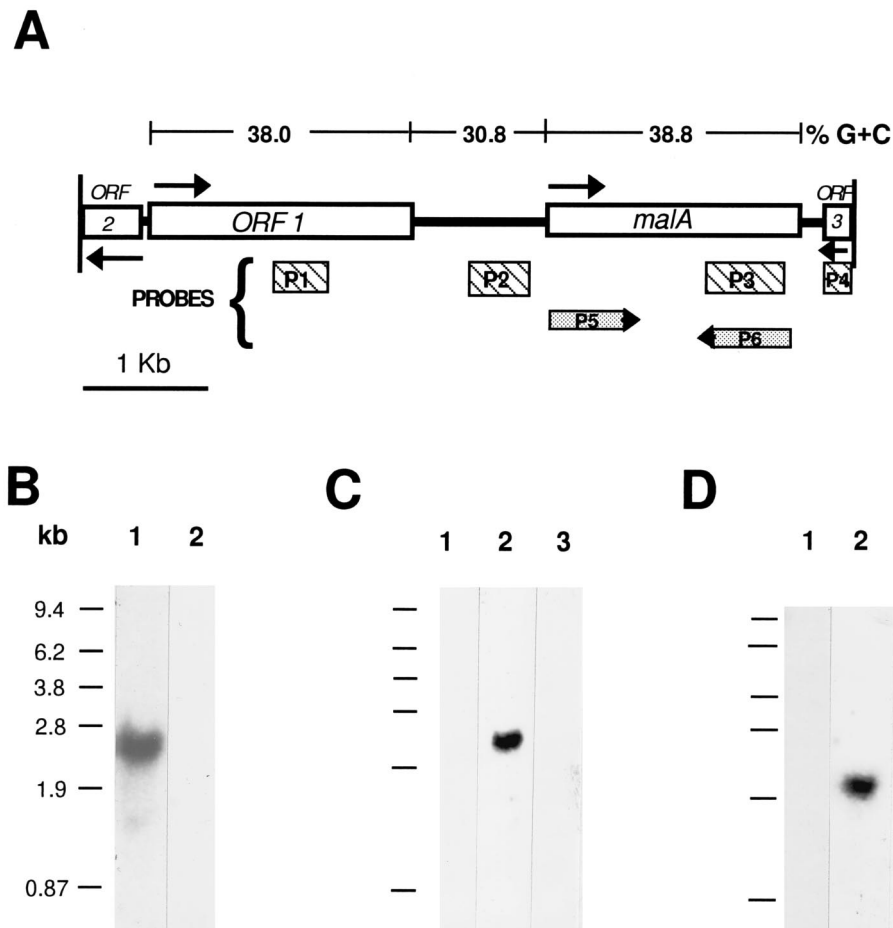 A
38.0 30.8 38.8 % G+C
ORF ORF
2 ORF 1 malA 3
P1 P2 P3 P4
PROBES {
P5
P6
1 Kb
B C D
kb 1 2 1 2 3 1 2
9.4
6.2
3.8
2.8
1.9
0.87